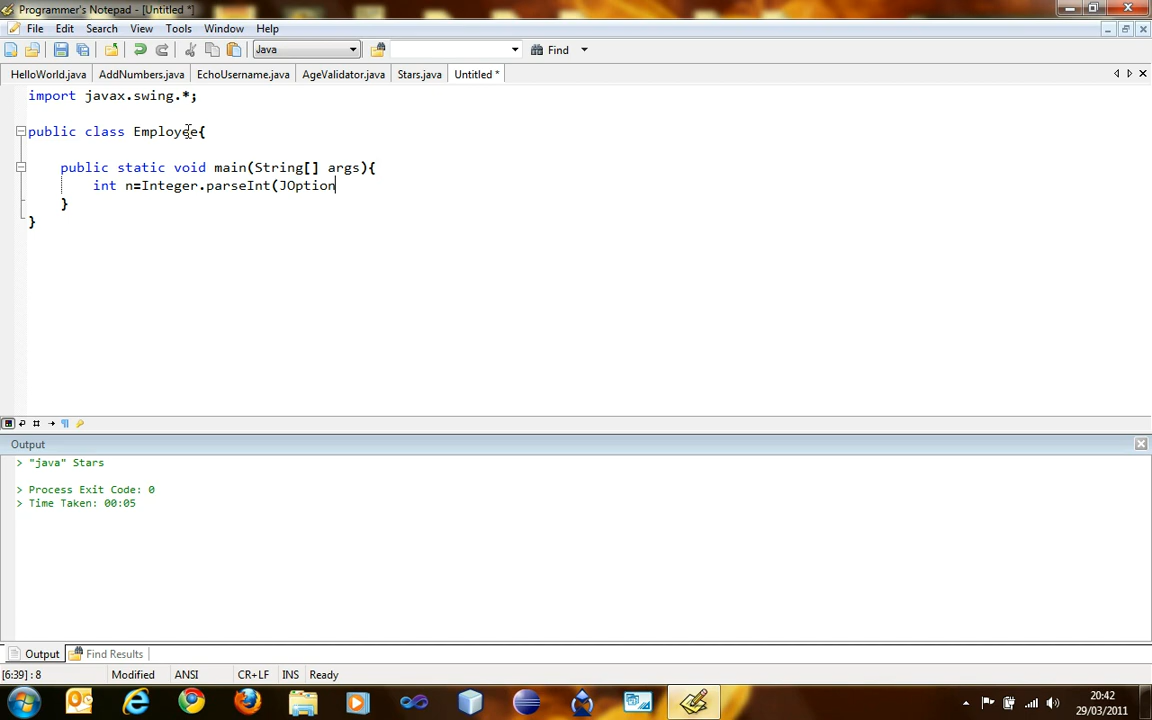 Programmer's Notepad - [Untitled *]
File Edit Search View Tools Window Help
Java Find
HelloWorld.java AddNumbers.java EchoUsername.java AgeValidator.java Stars.java Untitled *
import javax.swing.*;
public class Employee{
public static void main(String[] args){
int n=Integer.parseInt(JOption
}
}
Output
> "java" Stars
> Process Exit Code: 0
> Time Taken: 00:05
Output Find Results
[6:39] : 8 Modified ANSI CR+LF INS Ready
20:42
29/03/2011